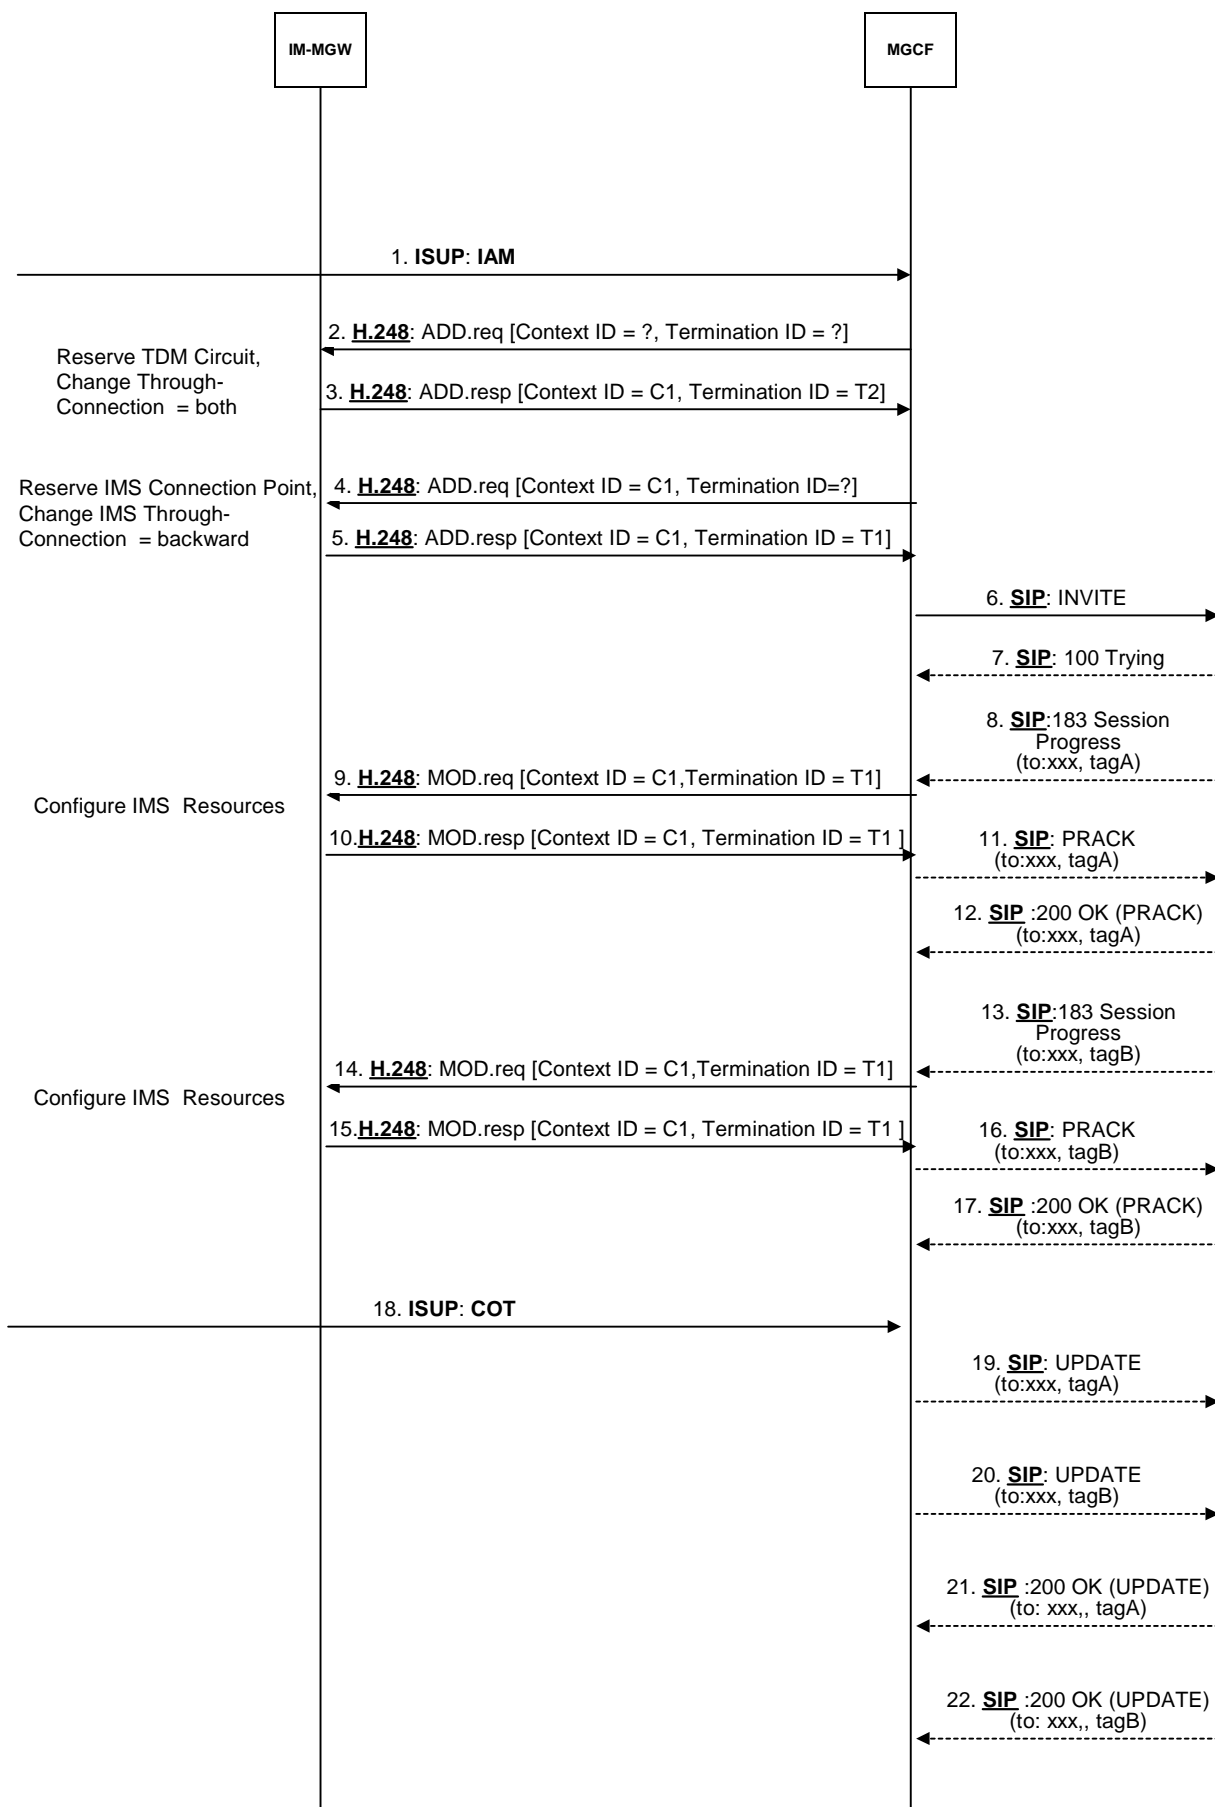 IM-MGW
MGCF
1. ISUP: IAM
2. H.248: ADD.req [Context ID = ?, Termination ID = ?]
Reserve TDM Circuit,
Change Through-
Connection = both
3. H.248: ADD.resp [Context ID = C1, Termination ID = T2]
Reserve IMS Connection Point,
Change IMS Through-
Connection = backward
4. H.248: ADD.req [Context ID = C1, Termination ID=?]
5. H.248: ADD.resp [Context ID = C1, Termination ID = T1]
6. SIP: INVITE
7. SIP: 100 Trying
8. SIP:183 Session
Progress
(to:xxx, tagA)
9. H.248: MOD.req [Context ID = C1,Termination ID = T1]
Configure IMS Resources
10.H.248: MOD.resp [Context ID = C1, Termination ID = T1 ]
11. SIP: PRACK
(to:xxx, tagA)
12. SIP :200 OK (PRACK)
(to:xxx, tagA)
13. SIP:183 Session
Progress
(to:xxx, tagB)
14. H.248: MOD.req [Context ID = C1,Termination ID = T1]
Configure IMS Resources
15.H.248: MOD.resp [Context ID = C1, Termination ID = T1 ]
16. SIP: PRACK
(to:xxx, tagB)
17. SIP :200 OK (PRACK)
(to:xxx, tagB)
18. ISUP: COT
19. SIP: UPDATE
(to:xxx, tagA)
20. SIP: UPDATE
(to:xxx, tagB)
21. SIP :200 OK (UPDATE)
(to: xxx,, tagA)
22. SIP :200 OK (UPDATE)
(to: xxx,, tagB)